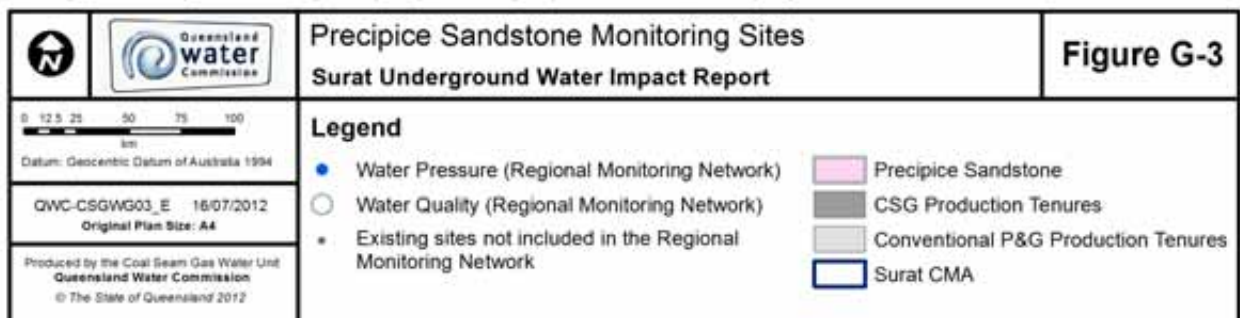 N
Queensland
water
Commission
Precipice Sandstone Monitoring Sites
Surat Underground Water Impact Report
Figure G-3
0 12.5 25 50 75 100
km
Datum: Geocentric Datum of Australia 1994
QWC-CSGWG03_E 16/07/2012
Original Plan Size: A4
Produced by the Coal Seam Gas Water Unit
Queensland Water Commission
© The State of Queensland 2012
Legend
Water Pressure (Regional Monitoring Network)
Water Quality (Regional Monitoring Network)
Existing sites not included in the Regional
Monitoring Network
Precipice Sandstone
CSG Production Tenures
Conventional P&G Production Tenures
Surat CMA